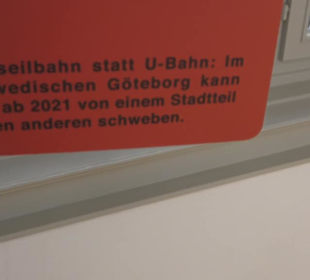 seilbahn statt U-Bahn: Im
wedischen Göteborg kann
ab 2021 von einem Stadtteil
en anderen schweben.